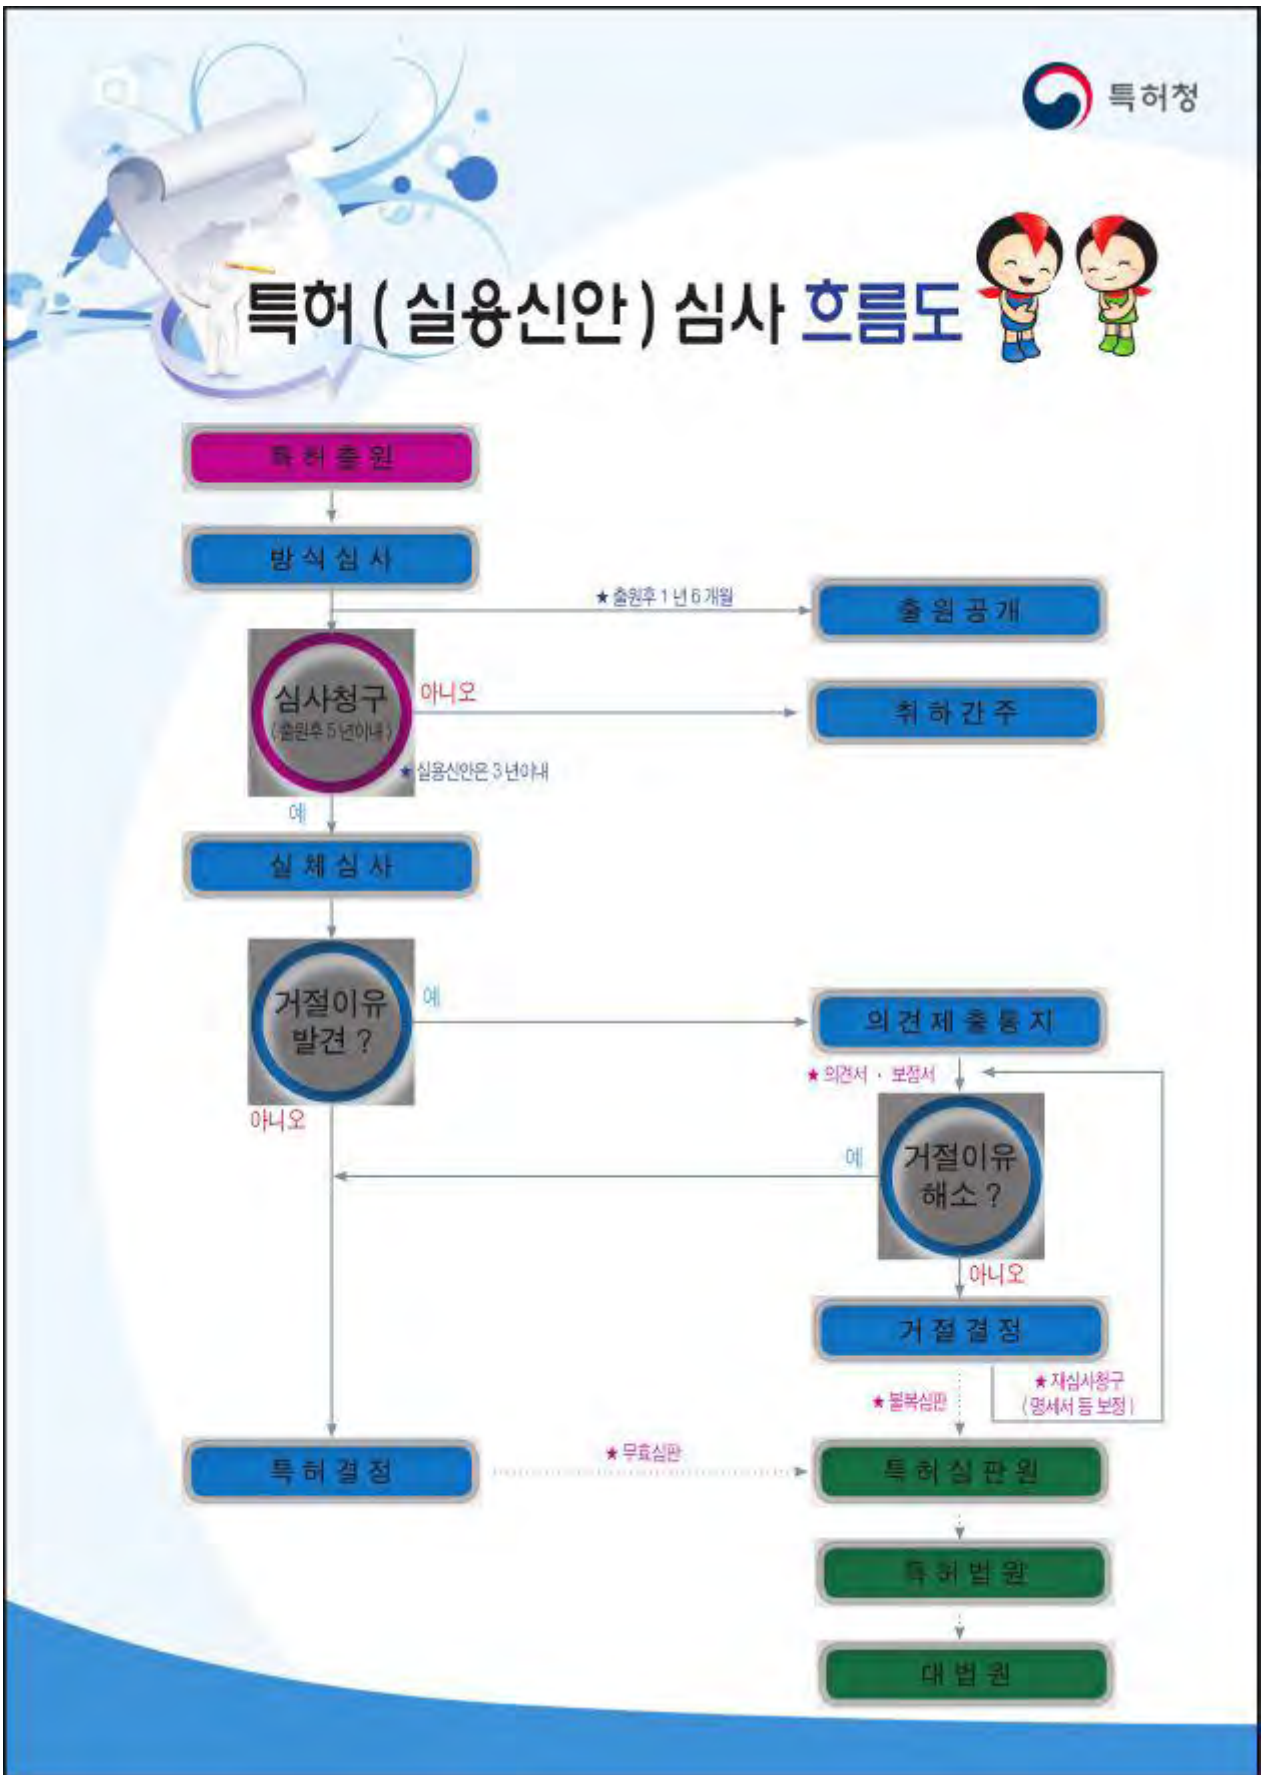 특허청
특허 ( 실용신안 ) 심사 흐름도
특 허 출 원
방 식 심 사
★ 출원후 1 년 6 개월
출 원 공 개
심사청구
( 출원후 5 년이내 )
아니오
취 하 간 주
★ 실용신안은 3 년이내
예
실 체 심 사
거절이유
발견 ?
예
의 견 제 출 통 지
★ 의견서 · 보정서
아니오
예
거절이유
해소 ?
아니오
거 절 결 정
★ 재심사청구
( 명세서 등 보정 )
★ 불복심판
특 허 결 정
★ 무효심판
특 허 심 판 원
특 허 법 원
대 법 원